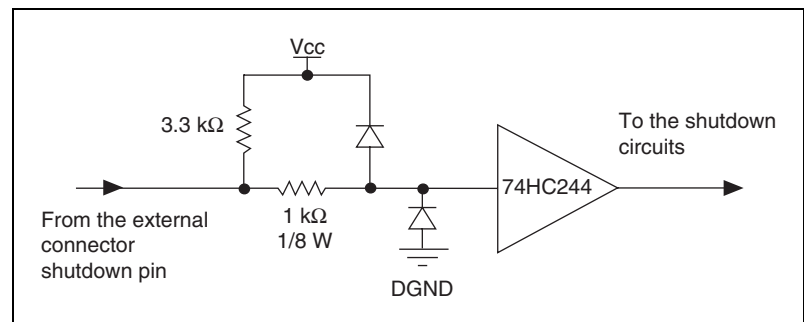 Vcc
3.3 kΩ
To the shutdown
circuits
74HC244
From the external
connector
shutdown pin
1 kΩ
1/8 W
DGND